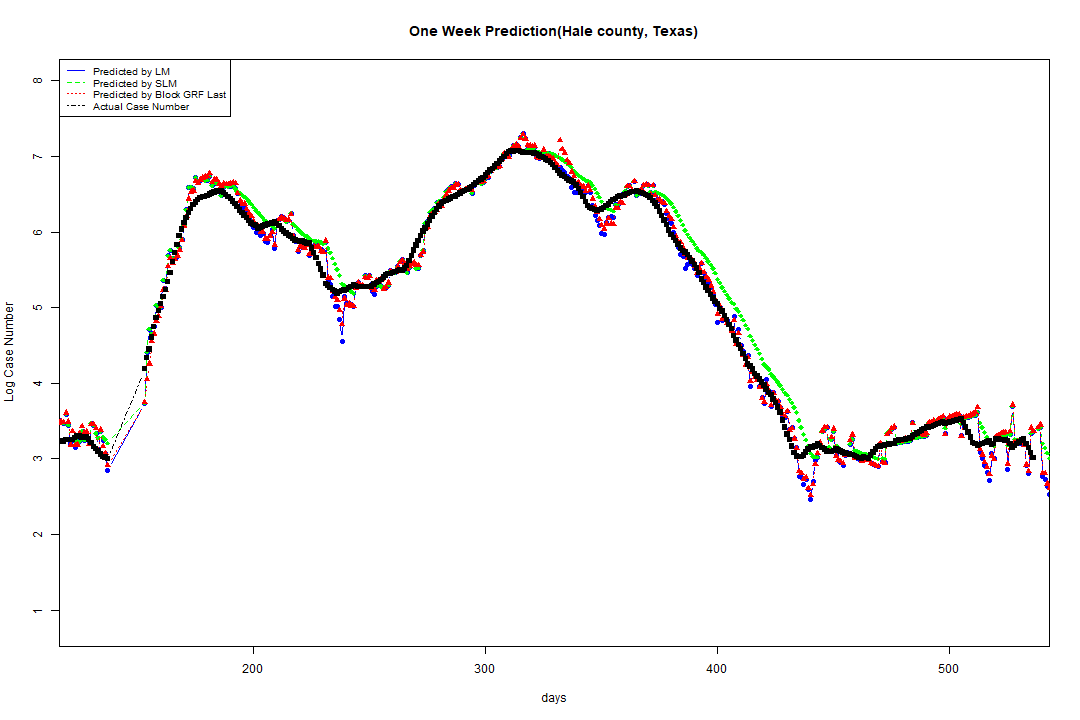 One Week Prediction(Hale county, Texas)
Predicted by LM
Predicted by SLM
Predicted by Block GRF Last
Actual Case Number
8
7
6
5
4
3
2
1
Log Case Number
200 300 400 500
days